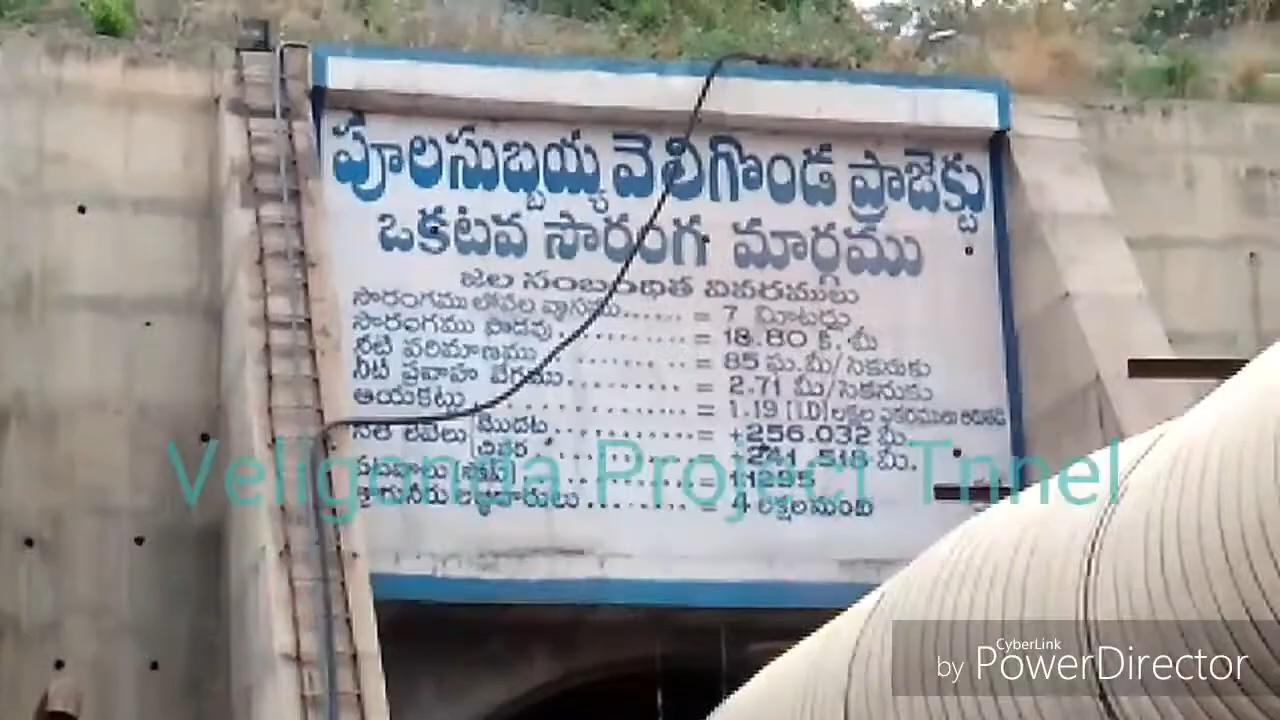 పూలసుబ్బయ్య వెలిగొండ ప్రాజెక్టు
ఒకటవ సొరంగ మార్గము
జల సంబంధిత వివరములు
సొరంగము లోపల వ్యాసము...... = 7 మీటర్లు
సొరంగము పొడవు ......... = 18.80 కి.మీ
నీటి పరిమాణము ......... = 85 ఘ.మీ/సెకనుకు
నీటి ప్రవాహ వేగము......... = 2.71 మీ/సెకనుకు
ఆయకట్టు ............ = 1.19 (I.D) లక్షల ఎకరములు
నీటి లెవెలు మొదట ........... = +256.032 మీ.
చివర ........... = మీ.
(స్లోప్) ........... =
త్రాగునీరు లబ్ధిదారులు ........ = 4 లక్షలమంది
Veligonda Project Tnnel
CyberLink
by PowerDirector